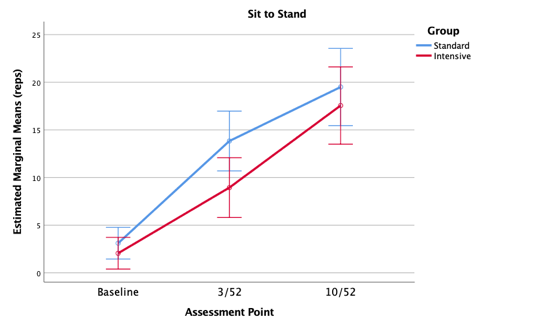 Sit to Stand
Group
Standard
Intensive
Estimated Marginal Means (reps)
25
20
15
10
5
0
Baseline
3/52
10/52
Assessment Point